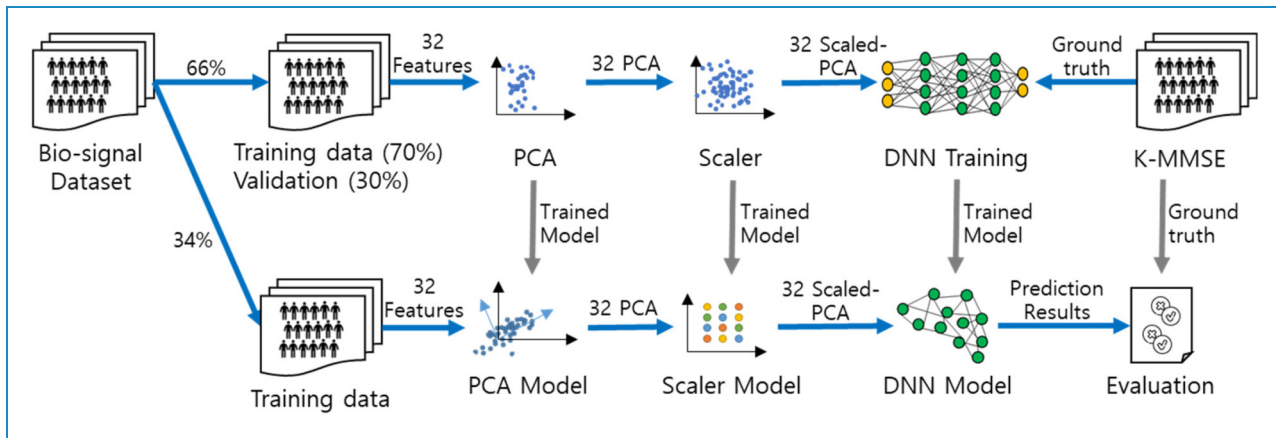 66%
32
Features
32 PCA
32 Scaled-
PCA
Ground
truth
Bio-signal
Dataset
Training data (70%)
Validation (30%)
PCA
Scaler
DNN Training
K-MMSE
34%
Trained
Model
Trained
Model
Trained
Model
Ground
truth
32
Features
32 PCA
32 Scaled-
PCA
Prediction
Results
Training data
PCA Model
Scaler Model
DNN Model
Evaluation